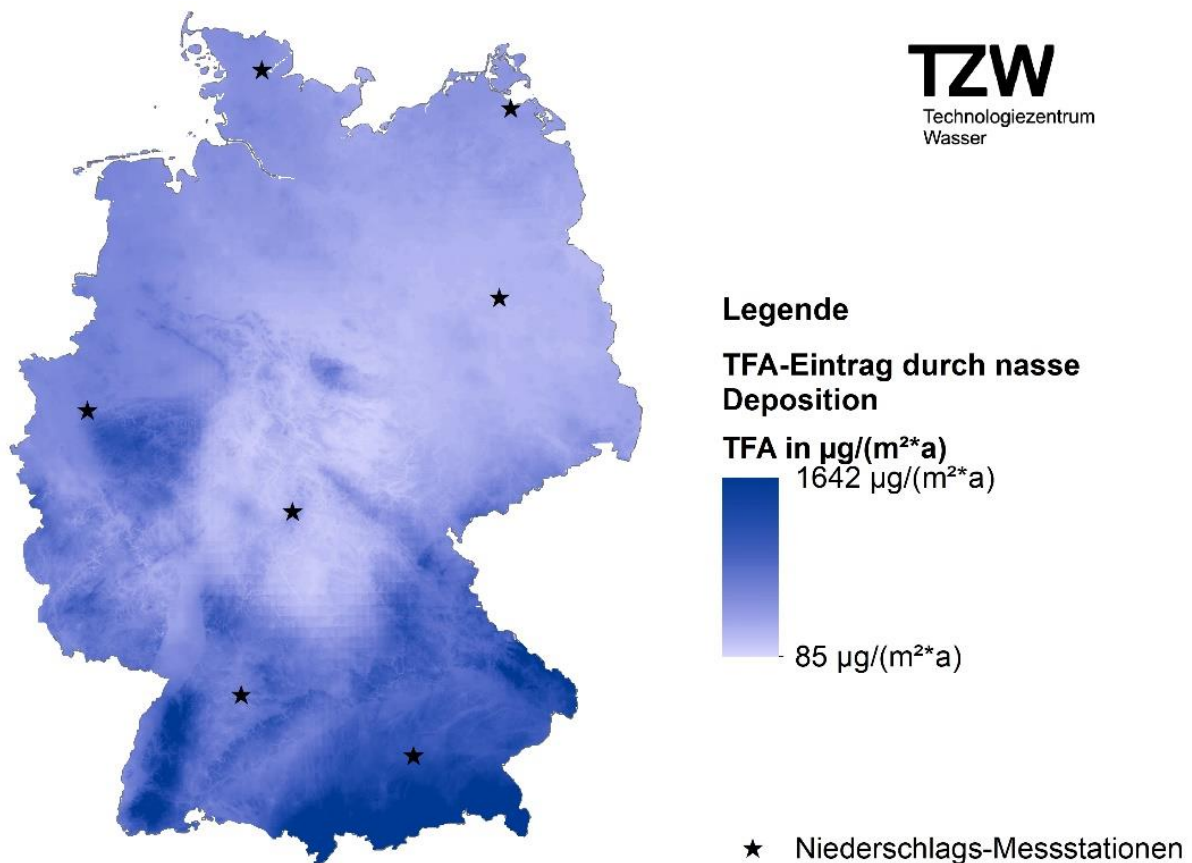 TZW
Technologiezentrum
Wasser
Legende
TFA-Eintrag durch nasse
Deposition
TFA in µg/(m²*a)
1642 µg/(m²*a)
85 µg/(m²*a)
Niederschlags-Messstationen